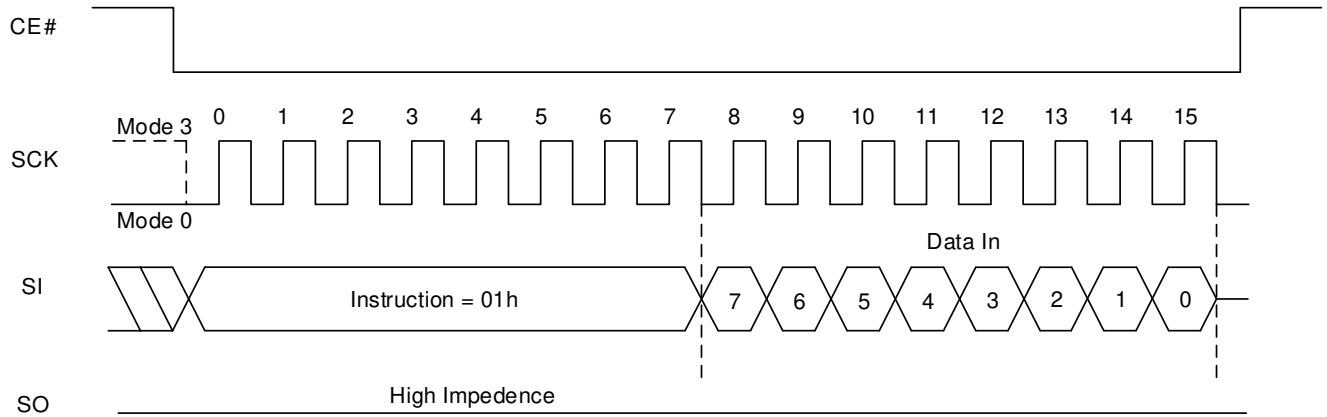 CE#
0 1 2 3 4 5 6 7 8 9 10 11 12 13 14 15
Mode 3
SCK
Mode 0
Data In
SI
Instruction = 01h 7 6 5 4 3 2 1 0
High Impedence
SO